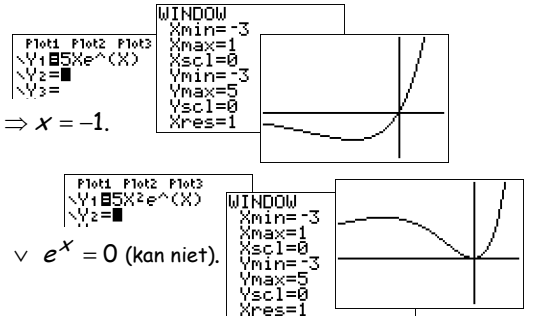 Plot1 Plot2 Plot3
\Y1=5Xe^(X)
\Y2=
\Y3=
WINDOW
Xmin=-3
Xmax=1
Xscl=0
Ymin=-3
Ymax=5
Yscl=0
Xres=1
⇒ x = −1.
Plot1 Plot2 Plot3
\Y1=5X²e^(X)
\Y2=
WINDOW
Xmin=-3
Xmax=1
Xscl=0
Ymin=-3
Ymax=5
Yscl=0
Xres=1
∨ e^x = 0 (kan niet).